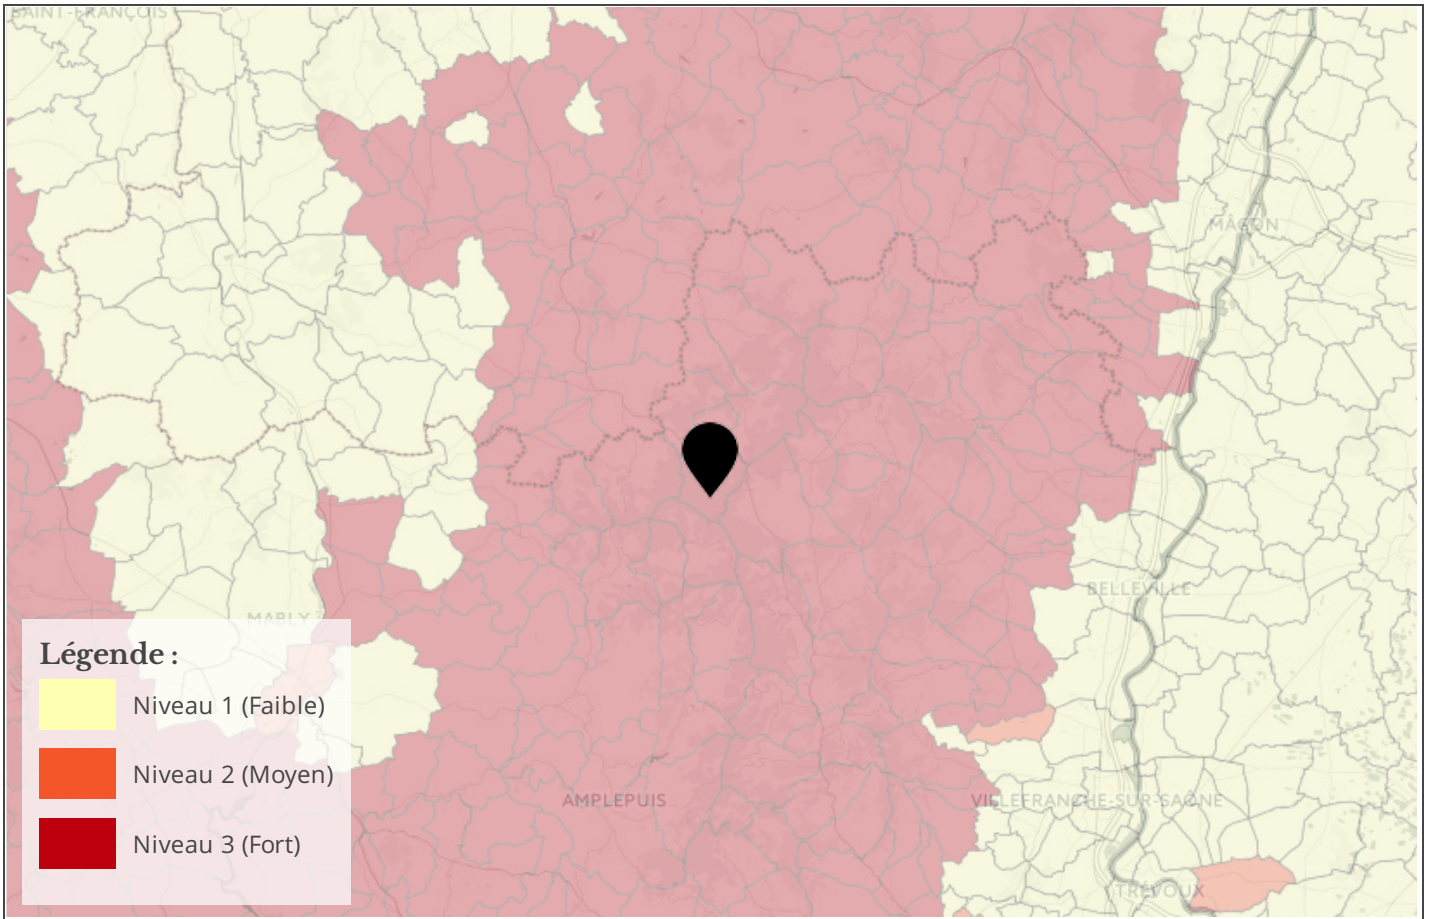 SAINT-FRANÇOIS
MÂCON
BELLEVILLE
MABLY
Légende :
Niveau 1 (Faible)
Niveau 2 (Moyen)
Niveau 3 (Fort)
AMPLEPUIS
VILLEFRANCHE-SUR-SAÔNE
TRÉVOUX